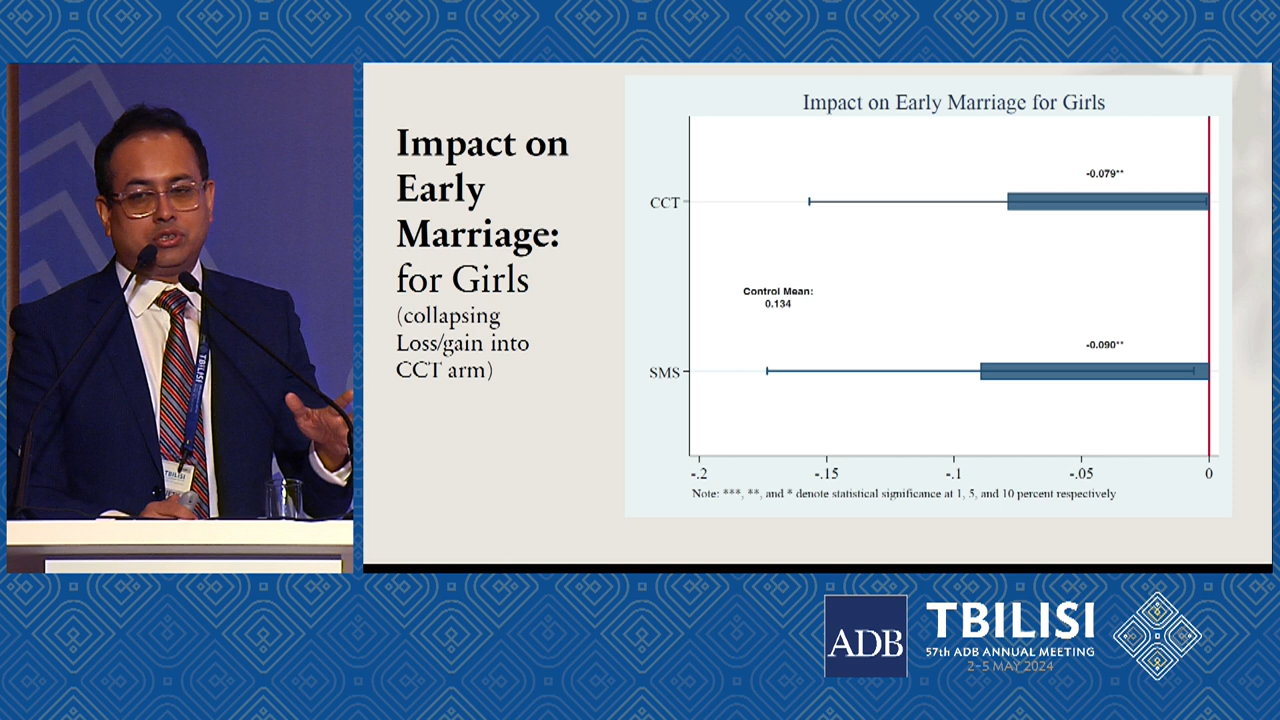 Impact on
Early
Marriage:
for Girls
(collapsing
Loss/gain into
CCT arm)
Impact on Early Marriage for Girls
-0.079**
CCT
Control Mean:
0.134
-0.090**
SMS
-.2 -.15 -.1 -.05 0
Note: ***, **, and * denote statistical significance at 1, 5, and 10 percent respectively
TBILISI
TBILISI
ADB
TBILISI
57th ADB ANNUAL MEETING
2-5 MAY 2024